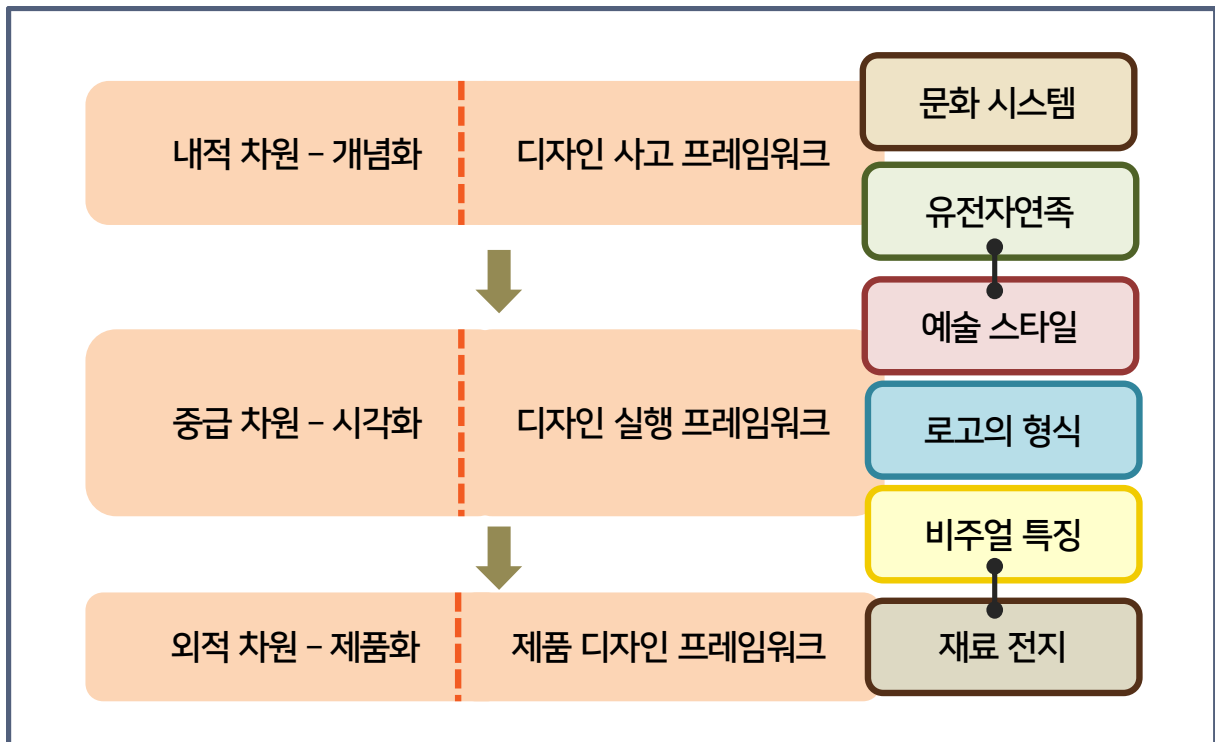 문화 시스템
내적 차원 – 개념화
디자인 사고 프레임워크
유전자연족
예술 스타일
중급 차원 – 시각화
디자인 실행 프레임워크
로고의 형식
비주얼 특징
외적 차원 – 제품화
제품 디자인 프레임워크
재료 전지